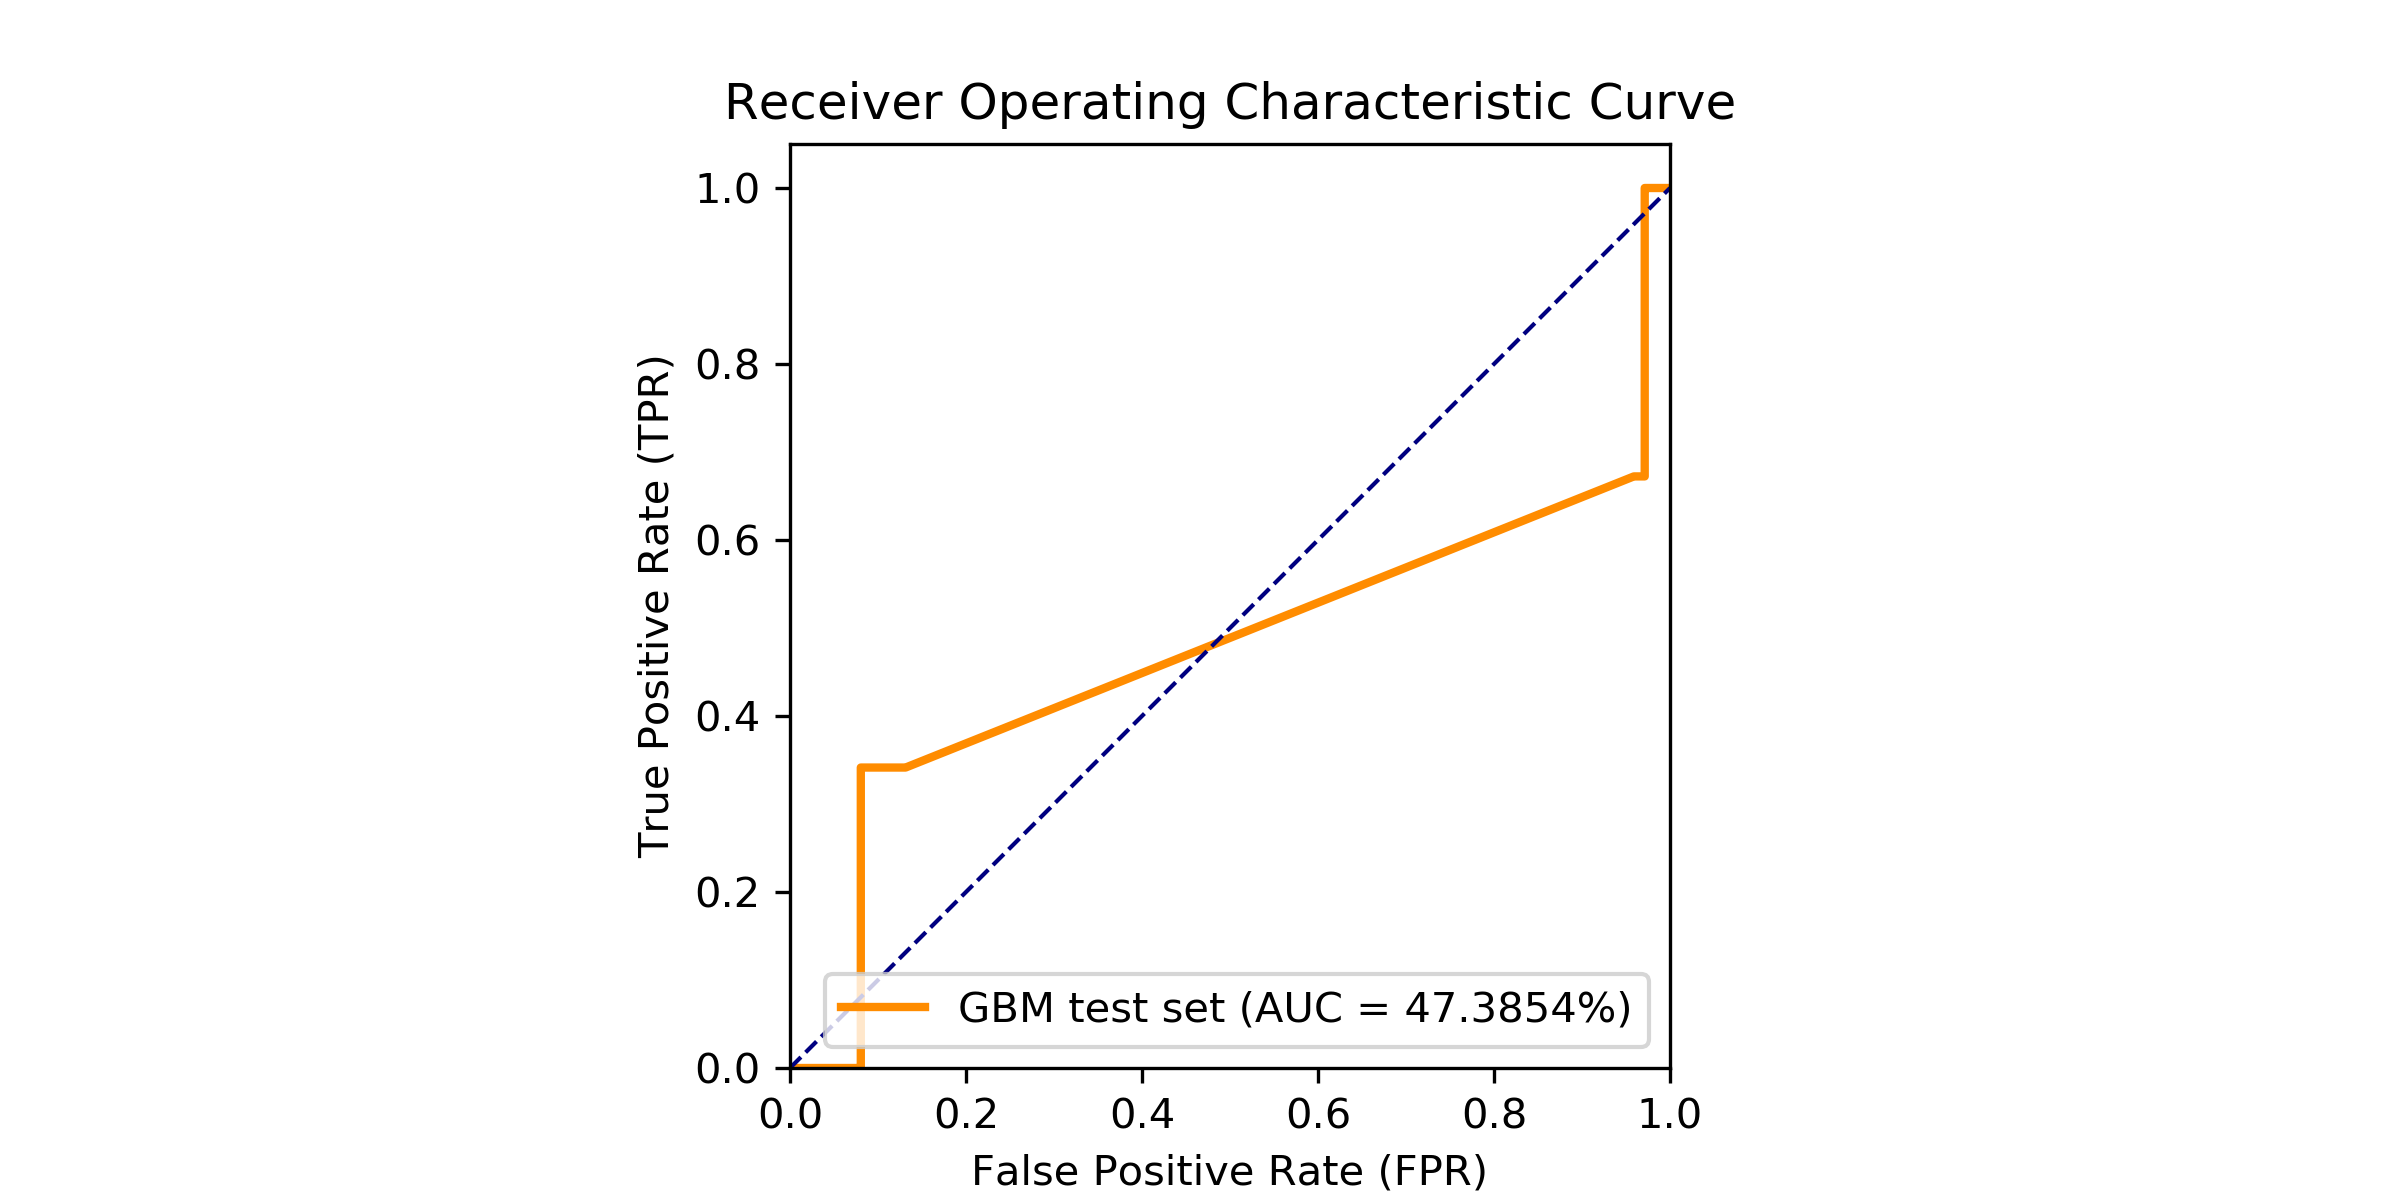 Receiver Operating Characteristic Curve
True Positive Rate (TPR)
1.0
0.8
0.6
0.4
0.2
0.0
GBM test set (AUC = 47.3854%)
0.0 0.2 0.4 0.6 0.8 1.0
False Positive Rate (FPR)